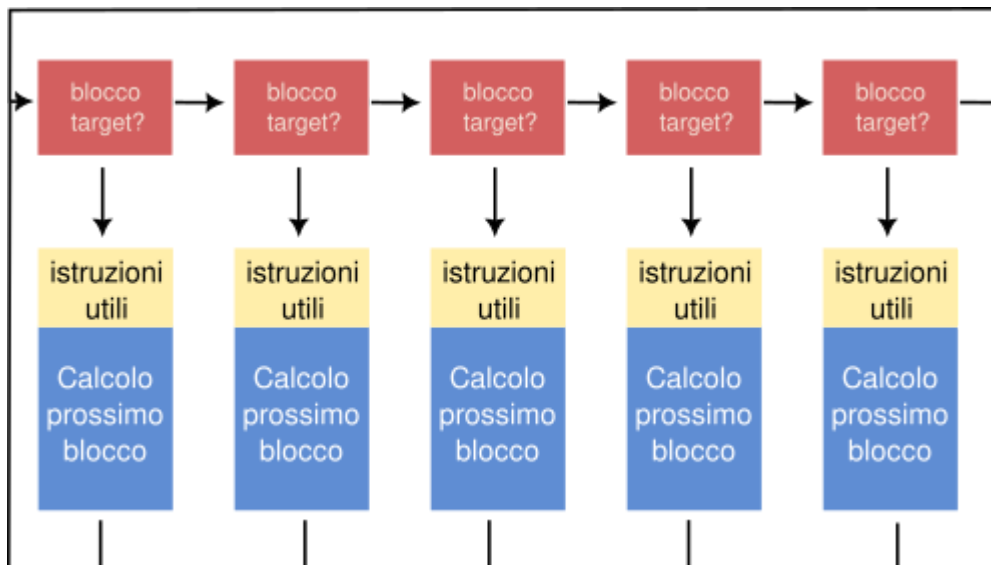 blocco
target?
blocco
target?
blocco
target?
blocco
target?
blocco
target?
istruzioni
utili
Calcolo
prossimo
blocco
istruzioni
utili
Calcolo
prossimo
blocco
istruzioni
utili
Calcolo
prossimo
blocco
istruzioni
utili
Calcolo
prossimo
blocco
istruzioni
utili
Calcolo
prossimo
blocco